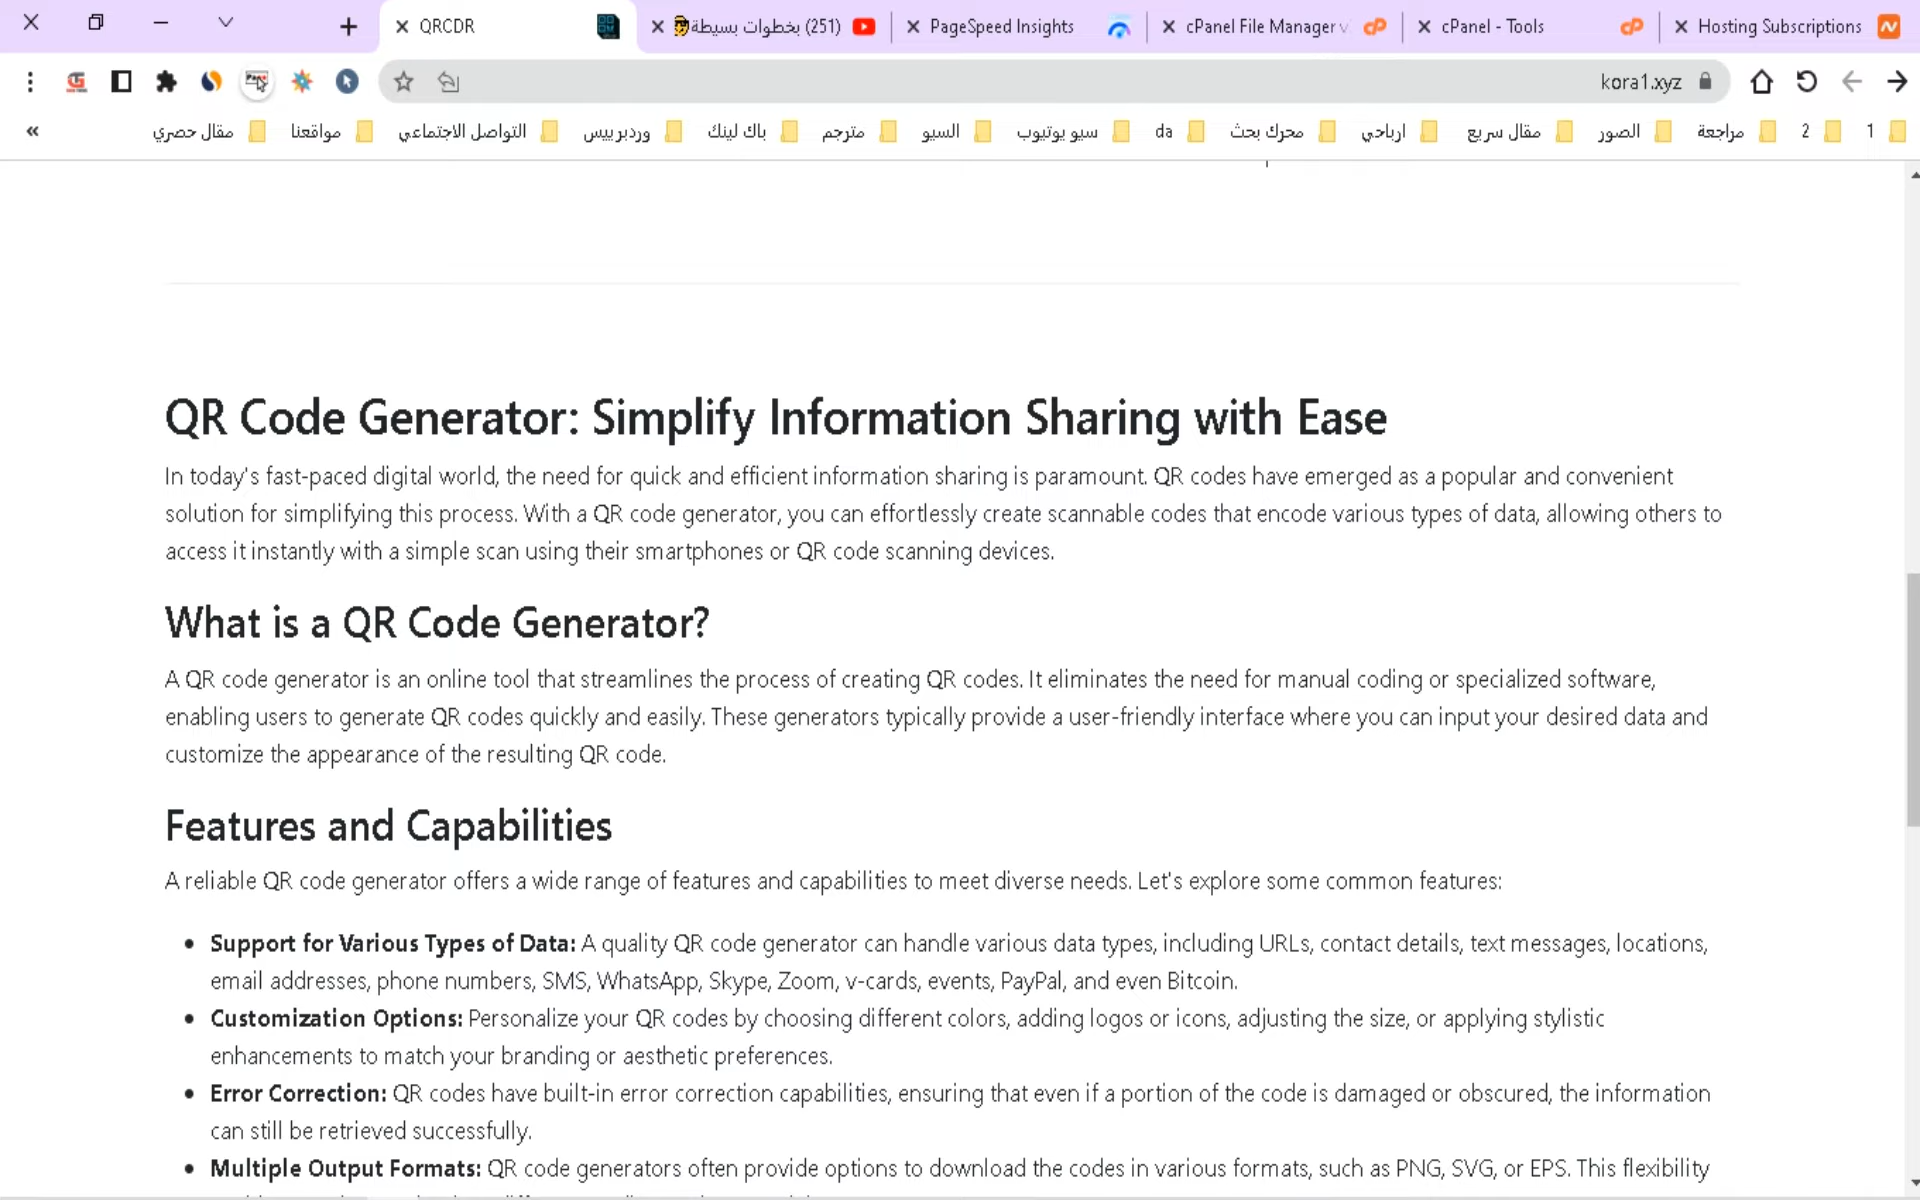 QRCDR
بخطوات بسيطة (251)
PageSpeed Insights
cPanel File Manager v
cPanel - Tools
Hosting Subscriptions
kora1.xyz
« مقال حصري مواقعنا التواصل الاجتماعي وردبرييس باك لينك مترجم السيو سيو يوتيوب da محرك بحث ارباحي مقال سريع الصور مراجعة 2 1
QR Code Generator: Simplify Information Sharing with Ease
In today's fast-paced digital world, the need for quick and efficient information sharing is paramount. QR codes have emerged as a popular and convenient
solution for simplifying this process. With a QR code generator, you can effortlessly create scannable codes that encode various types of data, allowing others to
access it instantly with a simple scan using their smartphones or QR code scanning devices.
What is a QR Code Generator?
A QR code generator is an online tool that streamlines the process of creating QR codes. It eliminates the need for manual coding or specialized software,
enabling users to generate QR codes quickly and easily. These generators typically provide a user-friendly interface where you can input your desired data and
customize the appearance of the resulting QR code.
Features and Capabilities
A reliable QR code generator offers a wide range of features and capabilities to meet diverse needs. Let's explore some common features:
• Support for Various Types of Data: A quality QR code generator can handle various data types, including URLs, contact details, text messages, locations,
email addresses, phone numbers, SMS, WhatsApp, Skype, Zoom, v-cards, events, PayPal, and even Bitcoin.
• Customization Options: Personalize your QR codes by choosing different colors, adding logos or icons, adjusting the size, or applying stylistic
enhancements to match your branding or aesthetic preferences.
• Error Correction: QR codes have built-in error correction capabilities, ensuring that even if a portion of the code is damaged or obscured, the information
can still be retrieved successfully.
• Multiple Output Formats: QR code generators often provide options to download the codes in various formats, such as PNG, SVG, or EPS. This flexibility